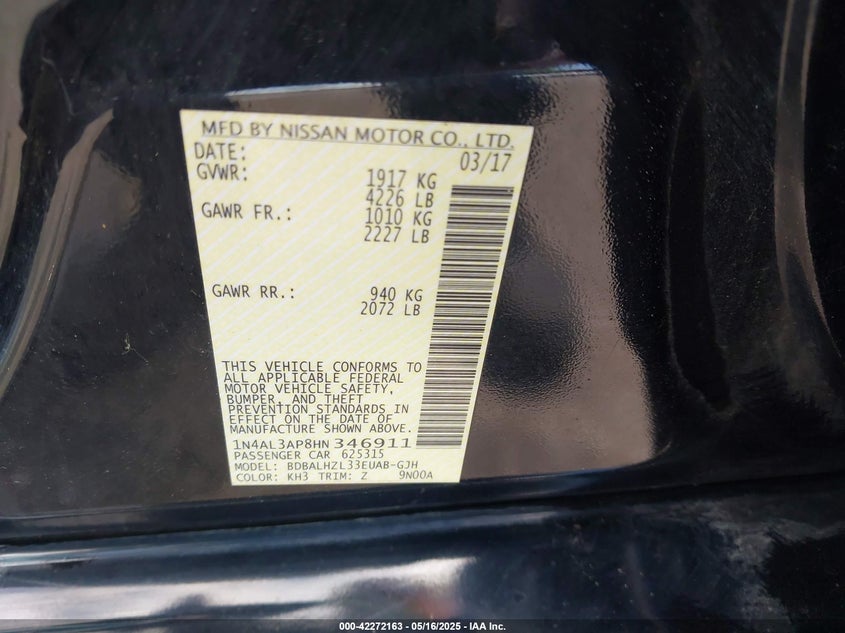 MFD BY NISSAN MOTOR CO., LTD.
DATE: 03/17
GVWR: 1917 KG
4226 LB
GAWR FR.: 1010 KG
2227 LB
GAWR RR.: 940 KG
2072 LB
THIS VEHICLE CONFORMS TO
ALL APPLICABLE FEDERAL
MOTOR VEHICLE SAFETY,
BUMPER, AND THEFT
PREVENTION STANDARDS IN
EFFECT ON THE DATE OF
MANUFACTURE SHOWN ABOVE.
1N4AL3AP8HN346911
PASSENGER CAR 625315
MODEL: BDBALHZL33EUAB-GJH
COLOR: KH3 TRIM: Z 9N00A
000-42272163 - 05/16/2025 - IAA Inc.